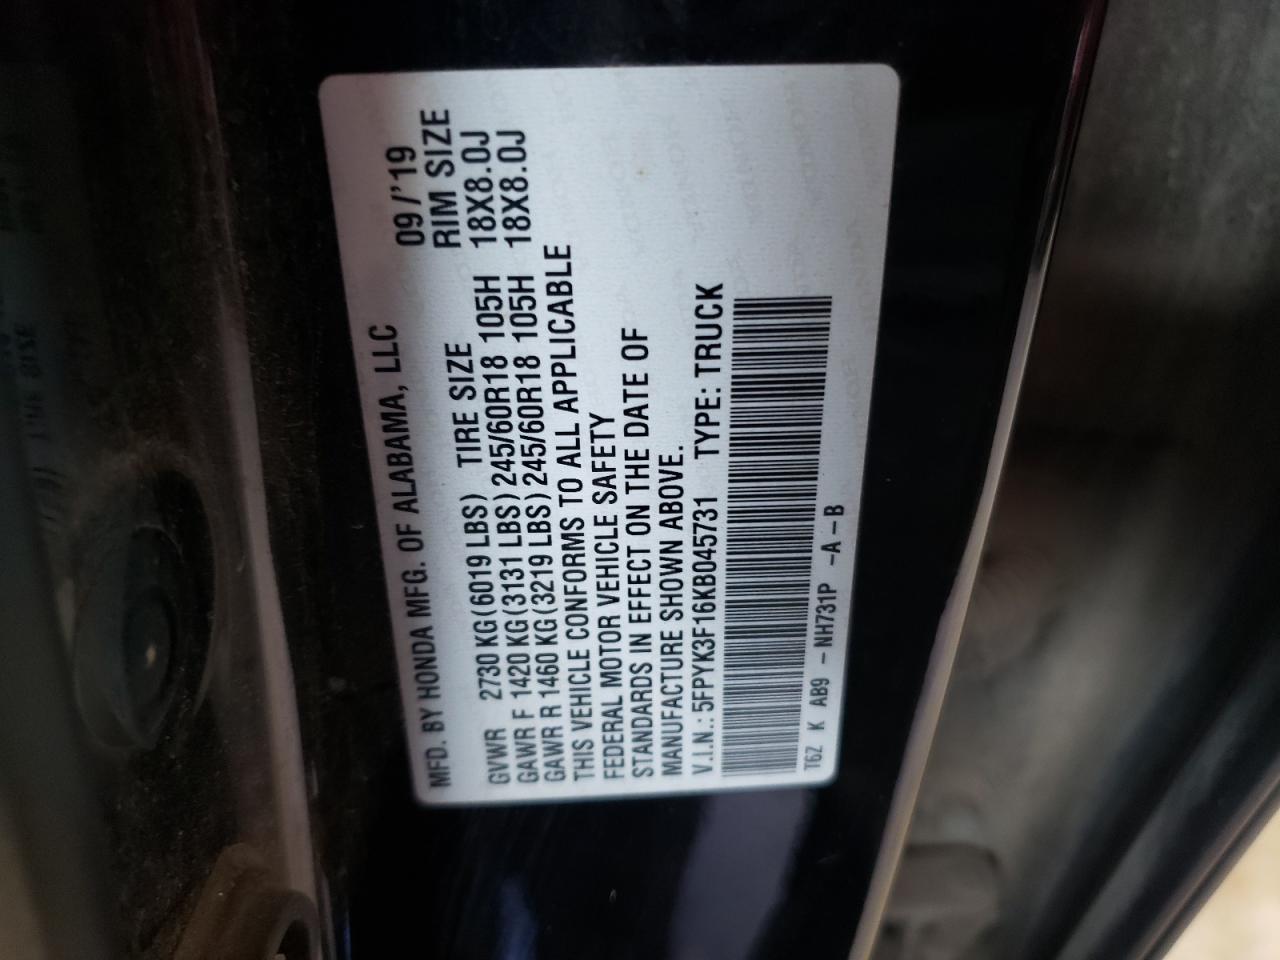 MFD. BY HONDA MFG. OF ALABAMA, LLC 09/'19
TIRE SIZE RIM SIZE
GVWR 2730 KG(6019 LBS)
GAWR F 1420 KG(3131 LBS) 245/60R18 105H 18X8.0J
GAWR R 1460 KG(3219 LBS) 245/60R18 105H 18X8.0J
THIS VEHICLE CONFORMS TO ALL APPLICABLE
FEDERAL MOTOR VEHICLE SAFETY
STANDARDS IN EFFECT ON THE DATE OF
MANUFACTURE SHOWN ABOVE.
V.I.N.: 5FPYK3F16KB045731 TYPE: TRUCK
T6Z K AB9 -NH731P -A-B